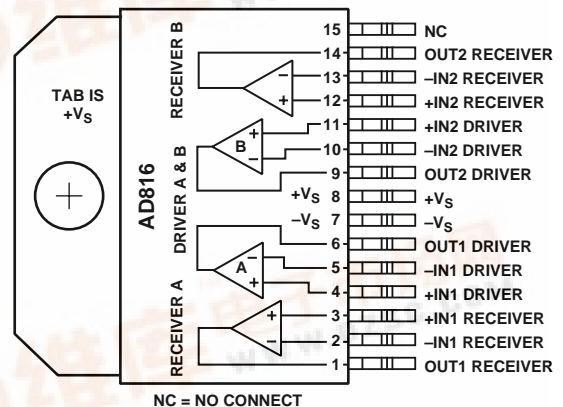 TAB IS
+VS
AD816
RECEIVER B
DRIVER A & B
RECEIVER A
B
A
+VS
–VS
15 NC
14 OUT2 RECEIVER
– 13 –IN2 RECEIVER
+ 12 +IN2 RECEIVER
+ 11 +IN2 DRIVER
– 10 –IN2 DRIVER
9 OUT2 DRIVER
8 +VS
7 –VS
6 OUT1 DRIVER
– 5 –IN1 DRIVER
+ 4 +IN1 DRIVER
+ 3 +IN1 RECEIVER
– 2 –IN1 RECEIVER
1 OUT1 RECEIVER
NC = NO CONNECT